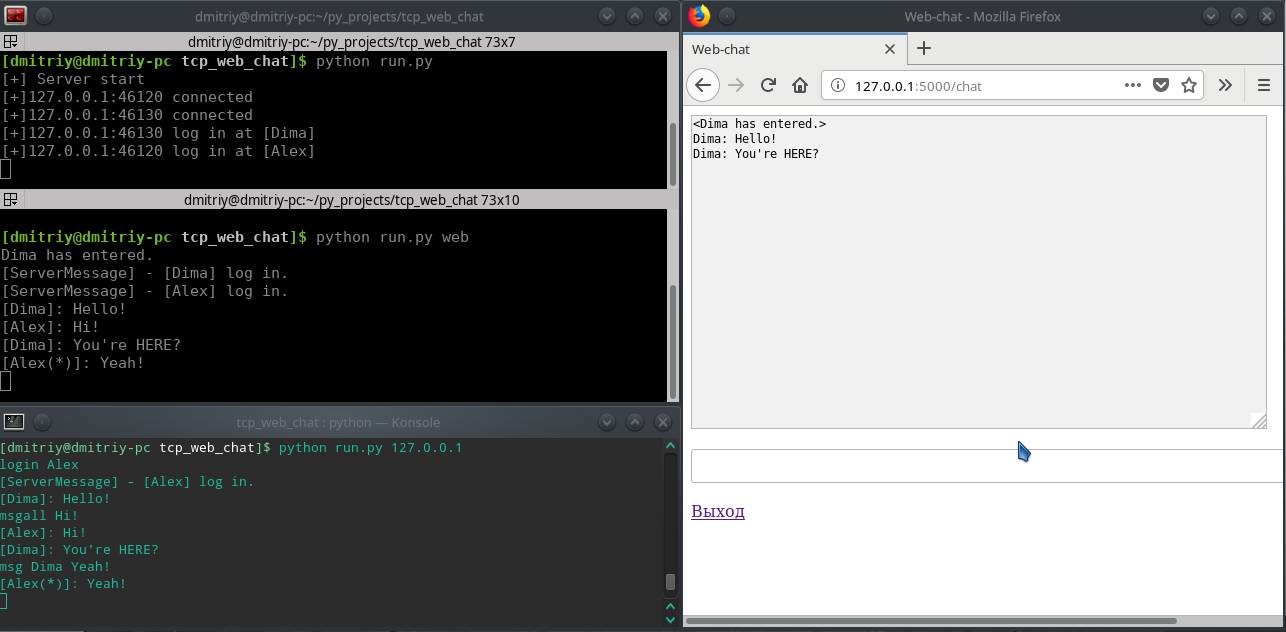 dmitriy@dmitriy-pc:~/py_projects/tcp_web_chat
dmitriy@dmitriy-pc:~/py_projects/tcp_web_chat 73x7
[dmitriy@dmitriy-pc tcp_web_chat]$ python run.py
[+] Server start
[+]127.0.0.1:46120 connected
[+]127.0.0.1:46130 connected
[+]127.0.0.1:46130 log in at [Dima]
[+]127.0.0.1:46120 log in at [Alex]
dmitriy@dmitriy-pc:~/py_projects/tcp_web_chat 73x10
[dmitriy@dmitriy-pc tcp_web_chat]$ python run.py web
Dima has entered.
[ServerMessage] - [Dima] log in.
[ServerMessage] - [Alex] log in.
[Dima]: Hello!
[Alex]: Hi!
[Dima]: You're HERE?
[Alex(*)]: Yeah!
tcp_web_chat : python — Konsole
[dmitriy@dmitriy-pc tcp_web_chat]$ python run.py 127.0.0.1
login Alex
[ServerMessage] - [Alex] log in.
[Dima]: Hello!
msgall Hi!
[Alex]: Hi!
[Dima]: You're HERE?
msg Dima Yeah!
[Alex(*)]: Yeah!
Web-chat - Mozilla Firefox
Web-chat
127.0.0.1:5000/chat
<Dima has entered.>
Dima: Hello!
Dima: You're HERE?
Выход